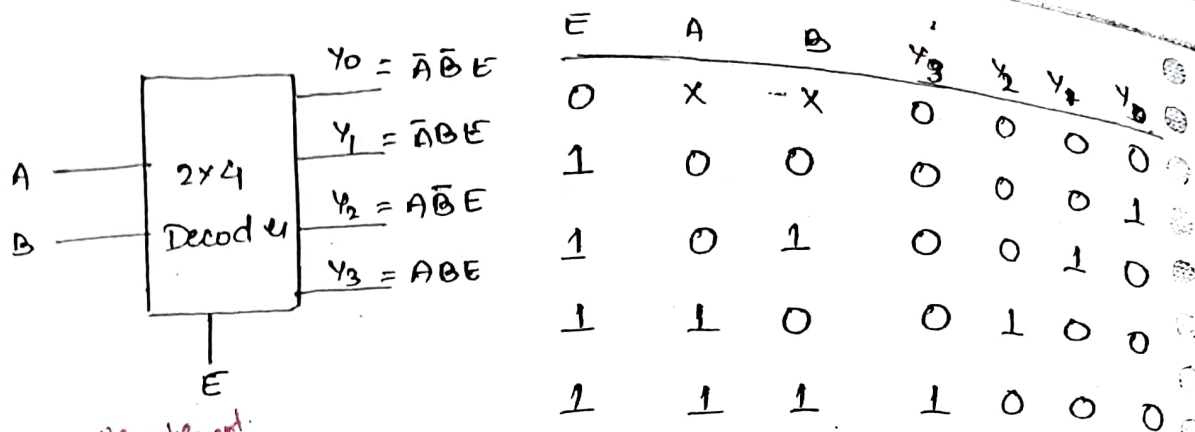 Y0 = ĀB̄E
Y1 = ĀBE
Y2 = AB̄E
Y3 = ABE
A
B
2x4
Decoder
E
E A B Y3 Y2 Y1 Y0
0 x x 0 0 0 0
1 0 0 0 0 0 1
1 0 1 0 0 1 0
1 1 0 0 1 0 0
1 1 1 1 0 0 0